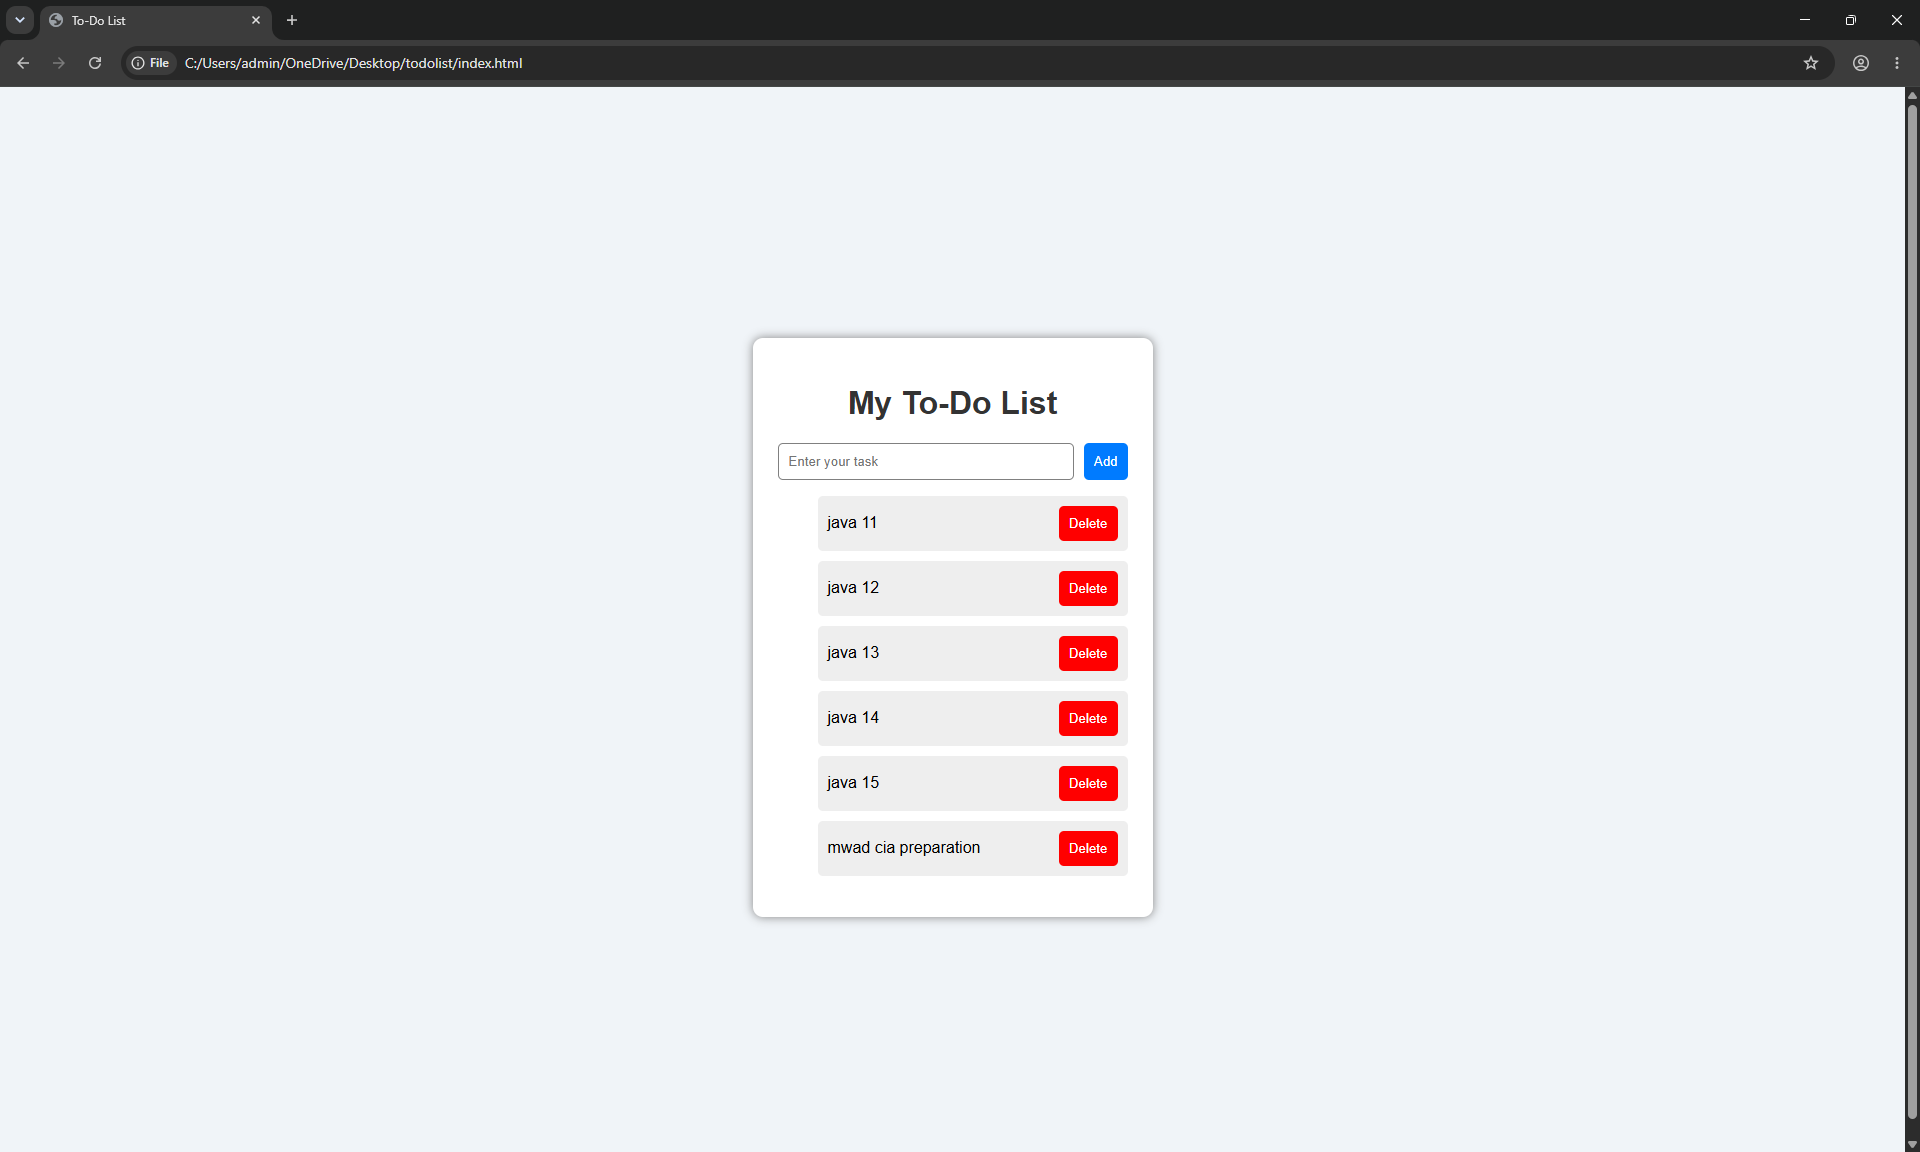 To-Do List
File C:/Users/admin/OneDrive/Desktop/todolist/index.html
My To-Do List
Enter your task Add
java 11 Delete
java 12 Delete
java 13 Delete
java 14 Delete
java 15 Delete
mwad cia preparation Delete